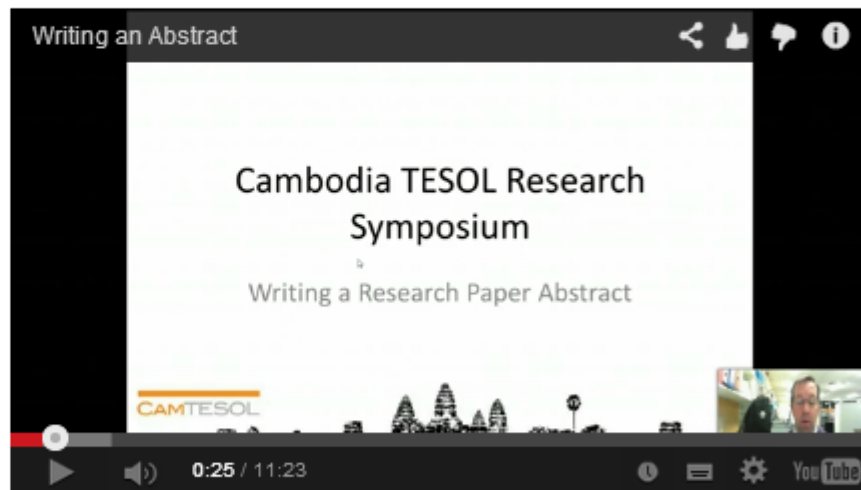 Writing an Abstract
Cambodia TESOL Research
Symposium
Writing a Research Paper Abstract
CAMTESOL
0:25 / 11:23
YouTube